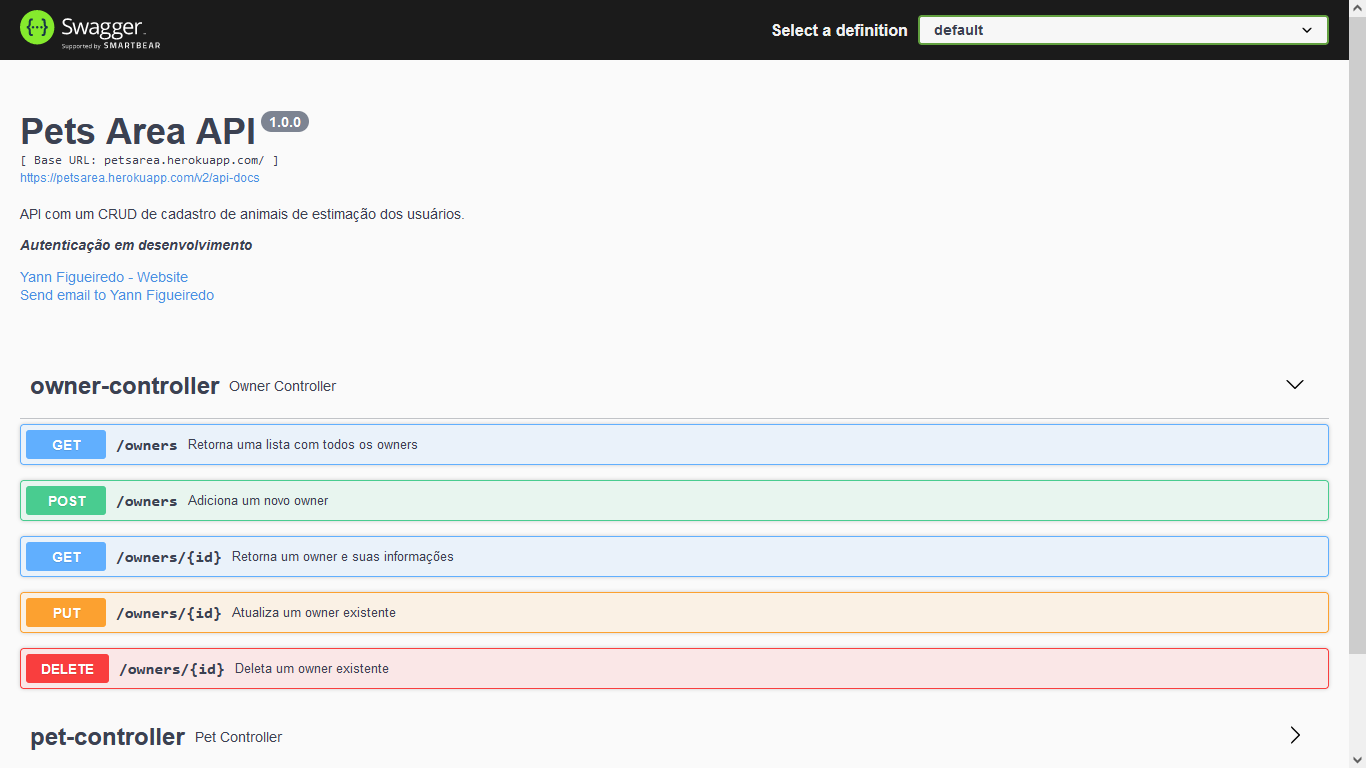 Swagger.
Supported by SMARTBEAR
Select a definition
default
Pets Area API 1.0.0
[ Base URL: petsarea.herokuapp.com/ ]
https://petsarea.herokuapp.com/v2/api-docs
API com um CRUD de cadastro de animais de estimação dos usuários.
Autenticação em desenvolvimento
Yann Figueiredo - Website
Send email to Yann Figueiredo
owner-controller Owner Controller
GET /owners Retorna uma lista com todos os owners
POST /owners Adiciona um novo owner
GET /owners/{id} Retorna um owner e suas informações
PUT /owners/{id} Atualiza um owner existente
DELETE /owners/{id} Deleta um owner existente
pet-controller Pet Controller